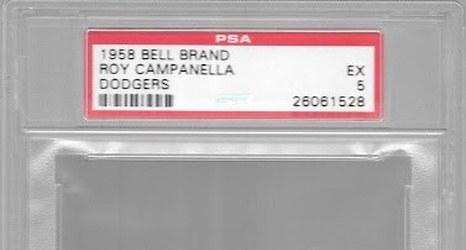 PSA
1958 BELL BRAND
ROY CAMPANELLA EX
DODGERS 5
26061528